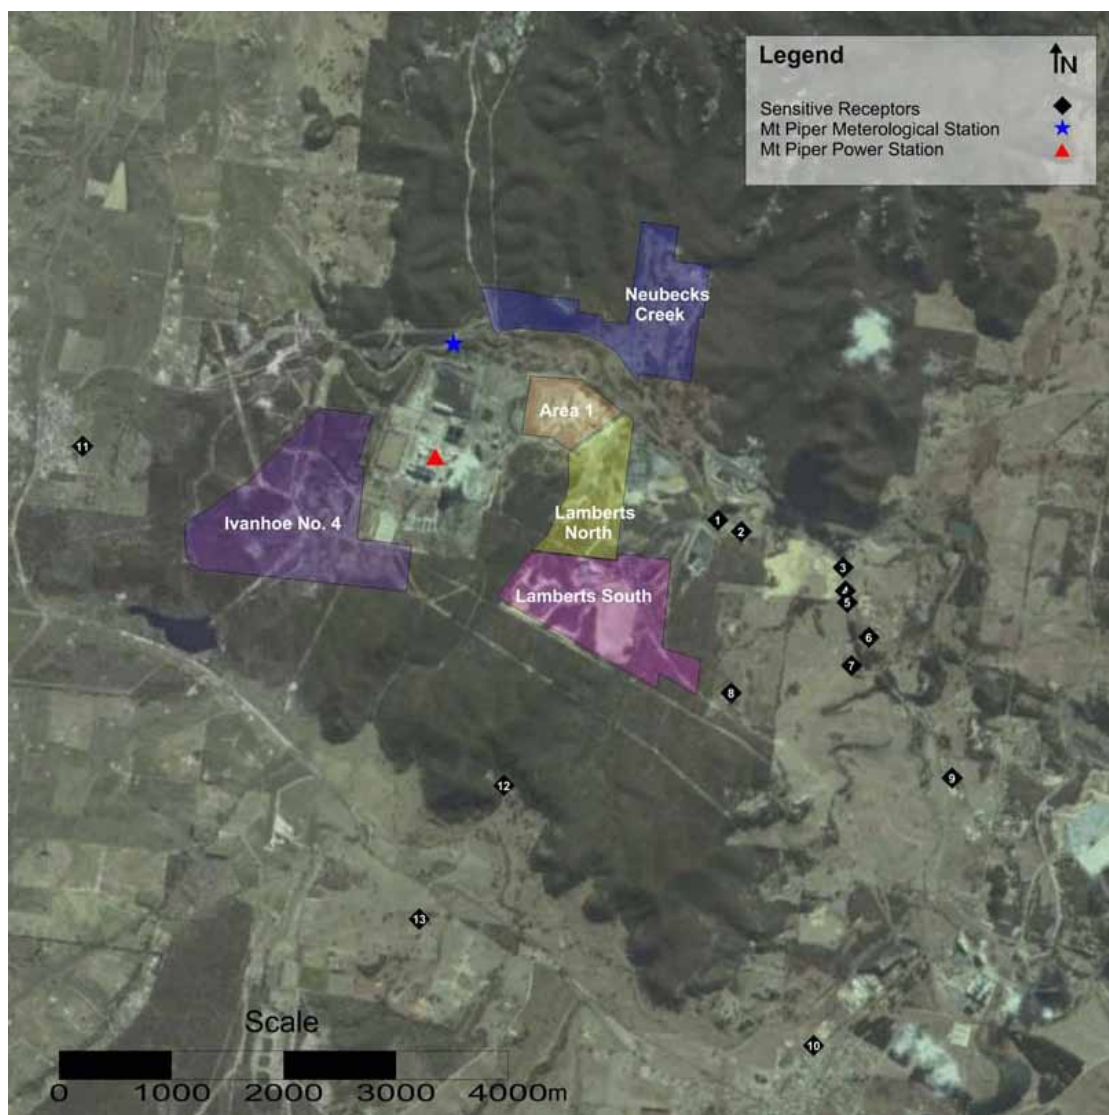 Legend
N
Sensitive Receptors
Mt Piper Meterological Station
Mt Piper Power Station
Neubecks
Creek
Area 1
11
Ivanhoe No. 4
Lamberts
North
1
2
3
Lamberts South
4
5
6
7
8
12
9
13
Scale
10
0 1000 2000 3000 4000m